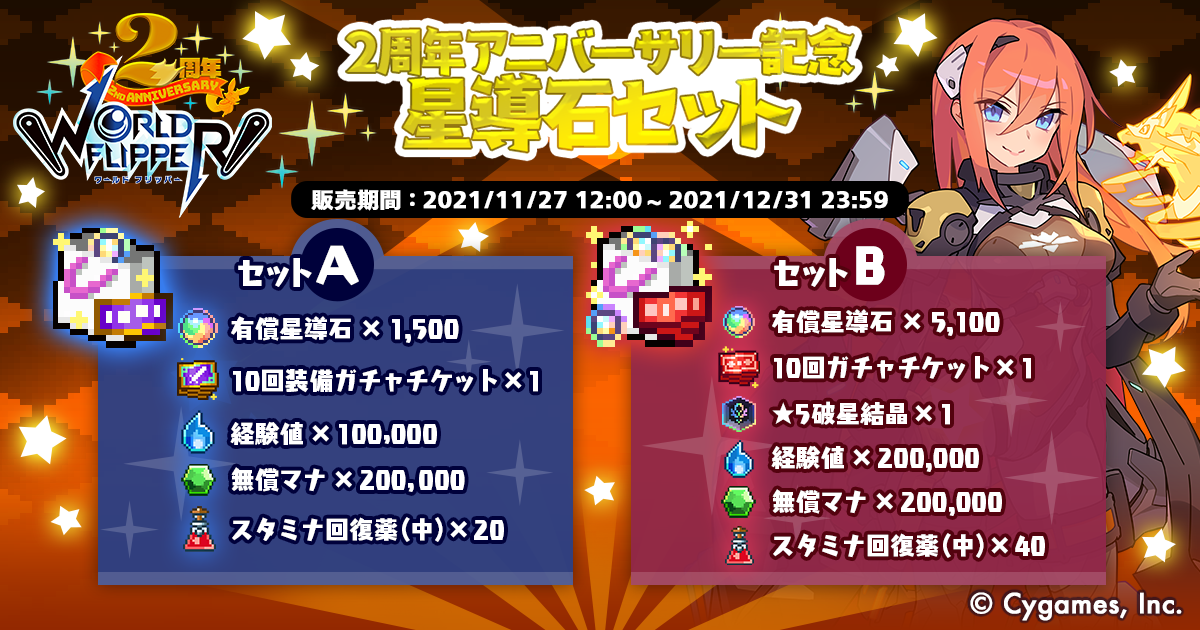 2周年
2ND ANNIVERSARY
WORLD
FLIPPER
ワールド フリッパー
2周年アニバーサリー記念
星導石セット
販売期間：2021/11/27 12:00～2021/12/31 23:59
セットA
有償星導石 × 1,500
10回装備ガチャチケット×1
経験値×100,000
無償マナ×200,000
スタミナ回復薬(中)×20
セットB
有償星導石 × 5,100
10回ガチャチケット×1
★5破星結晶×1
経験値×200,000
無償マナ×200,000
スタミナ回復薬(中)×40
© Cygames, Inc.